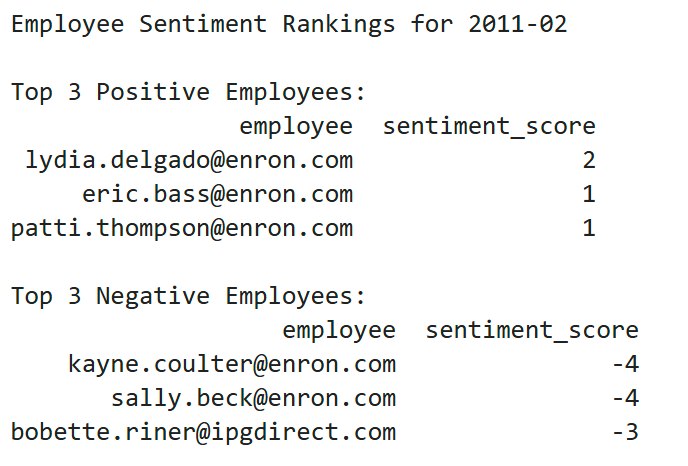 Employee Sentiment Rankings for 2011-02
Top 3 Positive Employees:
employee sentiment_score
lydia.delgado@enron.com 2
eric.bass@enron.com 1
patti.thompson@enron.com 1
Top 3 Negative Employees:
employee sentiment_score
kayne.coulter@enron.com -4
sally.beck@enron.com -4
bobette.riner@ipgdirect.com -3